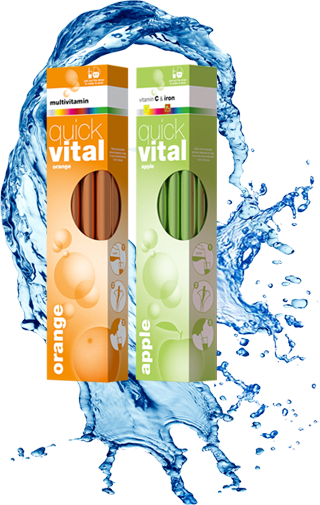 multivitamin
quick
vital
orange
orange
vitamin C & iron
quick
vital
apple
apple